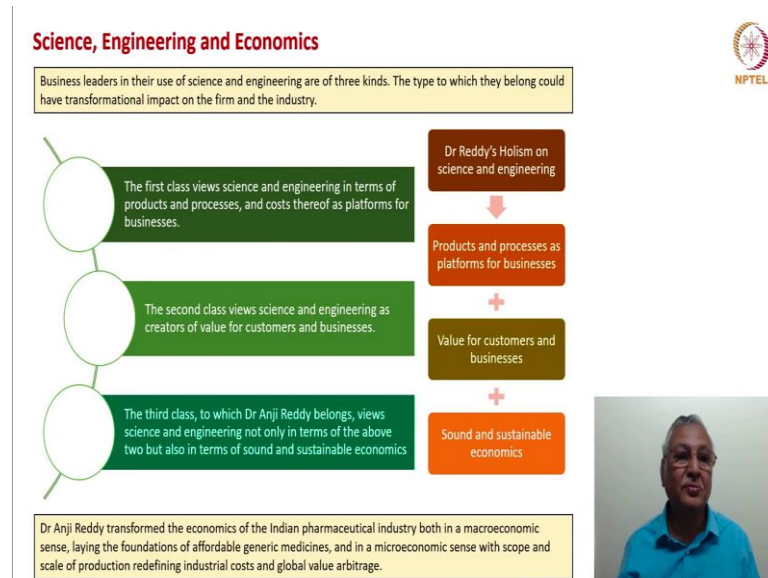 Science, Engineering and Economics
NPTEL
Business leaders in their use of science and engineering are of three kinds. The type to which they belong could
have transformational impact on the firm and the industry.
The first class views science and engineering in terms of
products and processes, and costs thereof as platforms for
businesses.
The second class views science and engineering as
creators of value for customers and businesses.
The third class, to which Dr Anji Reddy belongs, views
science and engineering not only in terms of the above
two but also in terms of sound and sustainable economics
Dr Reddy's Holism on
science and engineering
Products and processes as
platforms for businesses
Value for customers and
businesses
Sound and sustainable
economics
Dr Anji Reddy transformed the economics of the Indian pharmaceutical industry both in a macroeconomic
sense, laying the foundations of affordable generic medicines, and in a microeconomic sense with scope and
scale of production redefining industrial costs and global value arbitrage.